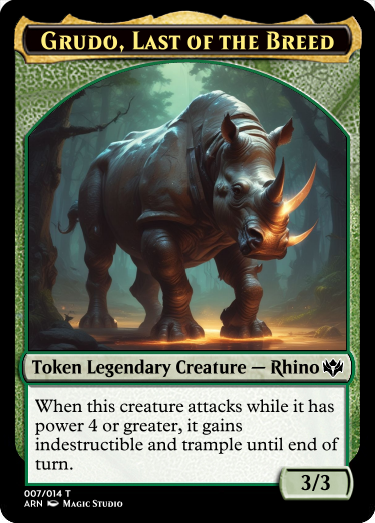 Grudo, Last of the Breed
Token Legendary Creature — Rhino
When this creature attacks while it has
power 4 or greater, it gains
indestructible and trample until end of
turn.
3/3
007/014 T
ARN Magic Studio